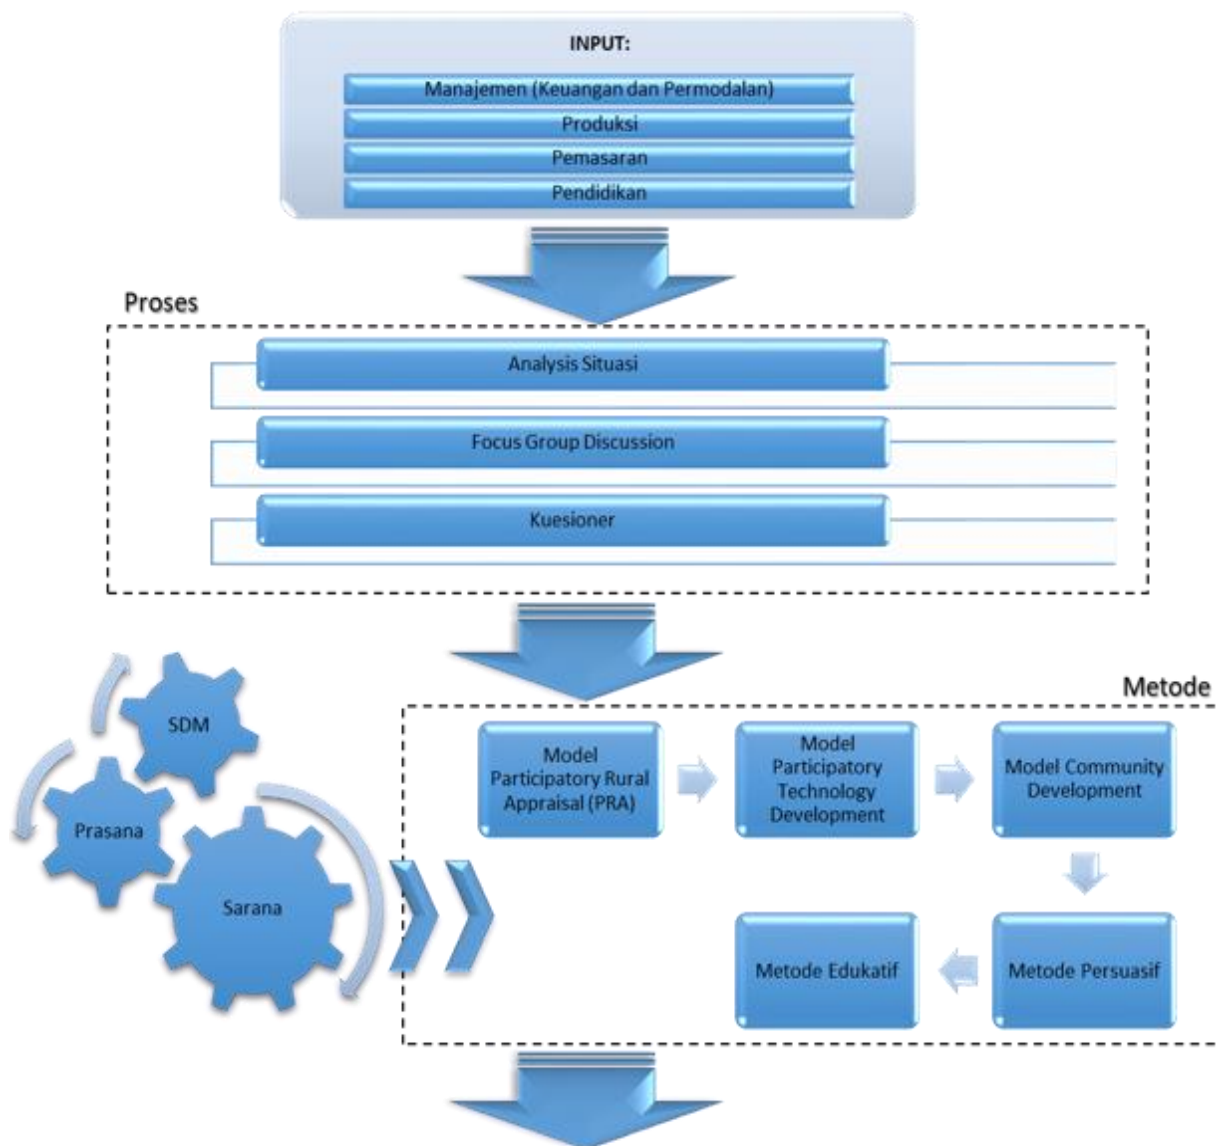 INPUT:
Manajemen (Keuangan dan Permodalan)
Produksi
Pemasaran
Pendidikan
Proses
Analysis Situasi
Focus Group Discussion
Kuesioner
Metode
SDM
Prasana
Sarana
Model
Participatory Rural
Appraisal (PRA)
Model
Participatory
Technology
Development
Model Community
Development
Metode Edukatif
Metode Persuasif